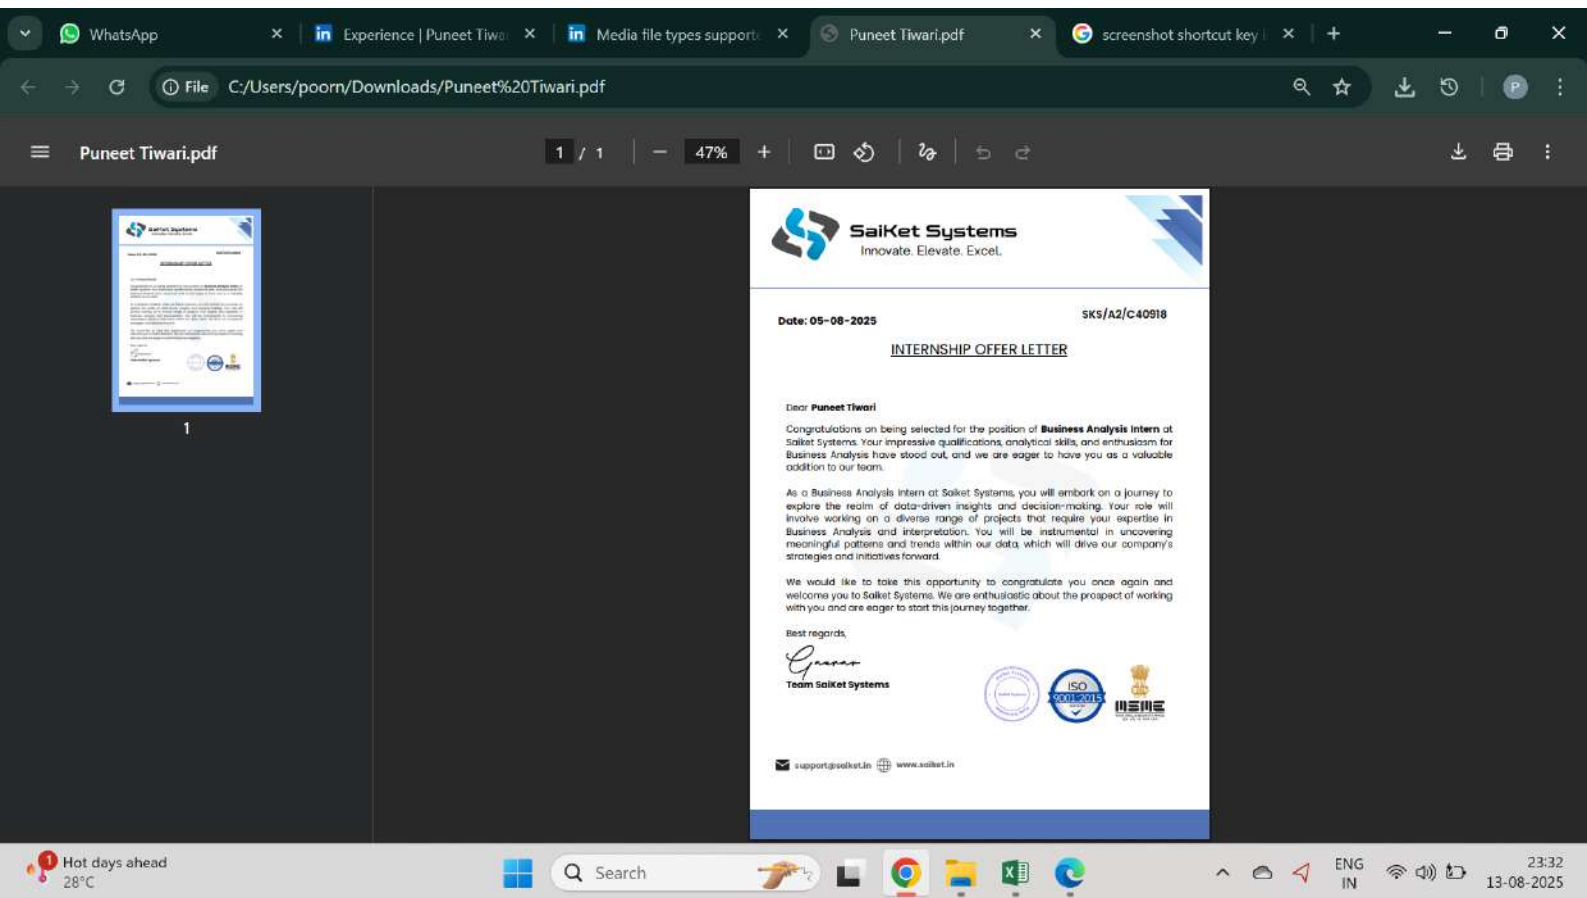 WhatsApp
Experience | Puneet Tiwa
Media file types supporte
Puneet Tiwari.pdf
screenshot shortcut key i
File C:/Users/poorn/Downloads/Puneet%20Tiwari.pdf
P
Puneet Tiwari.pdf
1 / 1
47%
1
SaiKet Systems
Innovate. Elevate. Excel.
SKS/A2/C40918
Date: 05-08-2025
INTERNSHIP OFFER LETTER
Dear Puneet Tiwari
Congratulations on being selected for the position of Business Analysis Intern at
Saiket Systems. Your impressive qualifications, analytical skills, and enthusiasm for
Business Analysis have stood out, and we are eager to have you as a valuable
addition to our team.
As a Business Analysis Intern at Saiket Systems, you will embark on a journey to
explore the realm of data-driven insights and decision-making. Your role will
involve working on a diverse range of projects that require your expertise in
Business Analysis and interpretation. You will be instrumental in uncovering
meaningful patterns and trends within our data, which will drive our company's
strategies and initiatives forward.
We would like to take this opportunity to congratulate you once again and
welcome you to Saiket Systems. We are enthusiastic about the prospect of working
with you and are eager to start this journey together.
Best regards,
Gaurav
Team SaiKet Systems
ISO
9001:2015
MSME
support@saiket.in
www.saiket.in
1
Hot days ahead
28°C
Search
ENG
IN
23:32
13-08-2025